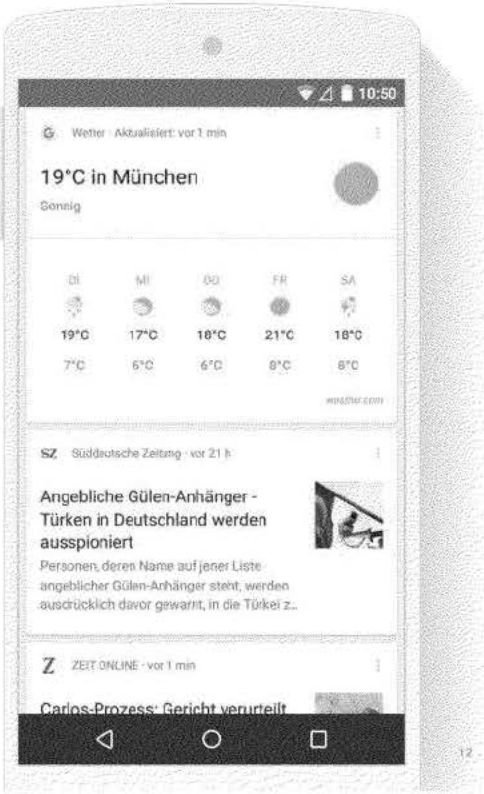 10:50
G Wetter · Aktualisiert: vor 1 min
19°C in München
Sonnig
DI MI DO FR SA
19°C 17°C 18°C 21°C 18°C
7°C 6°C 6°C 8°C 8°C
weather.com
SZ Süddeutsche Zeitung · vor 21 h
Angebliche Gülen-Anhänger -
Türken in Deutschland werden
ausspioniert
Personen, deren Name auf jener Liste
angeblicher Gülen-Anhänger steht, werden
ausdrücklich davor gewarnt, in die Türkei z...
Z ZEIT ONLINE · vor 1 min
Carlos-Prozess: Gericht verurteilt
12